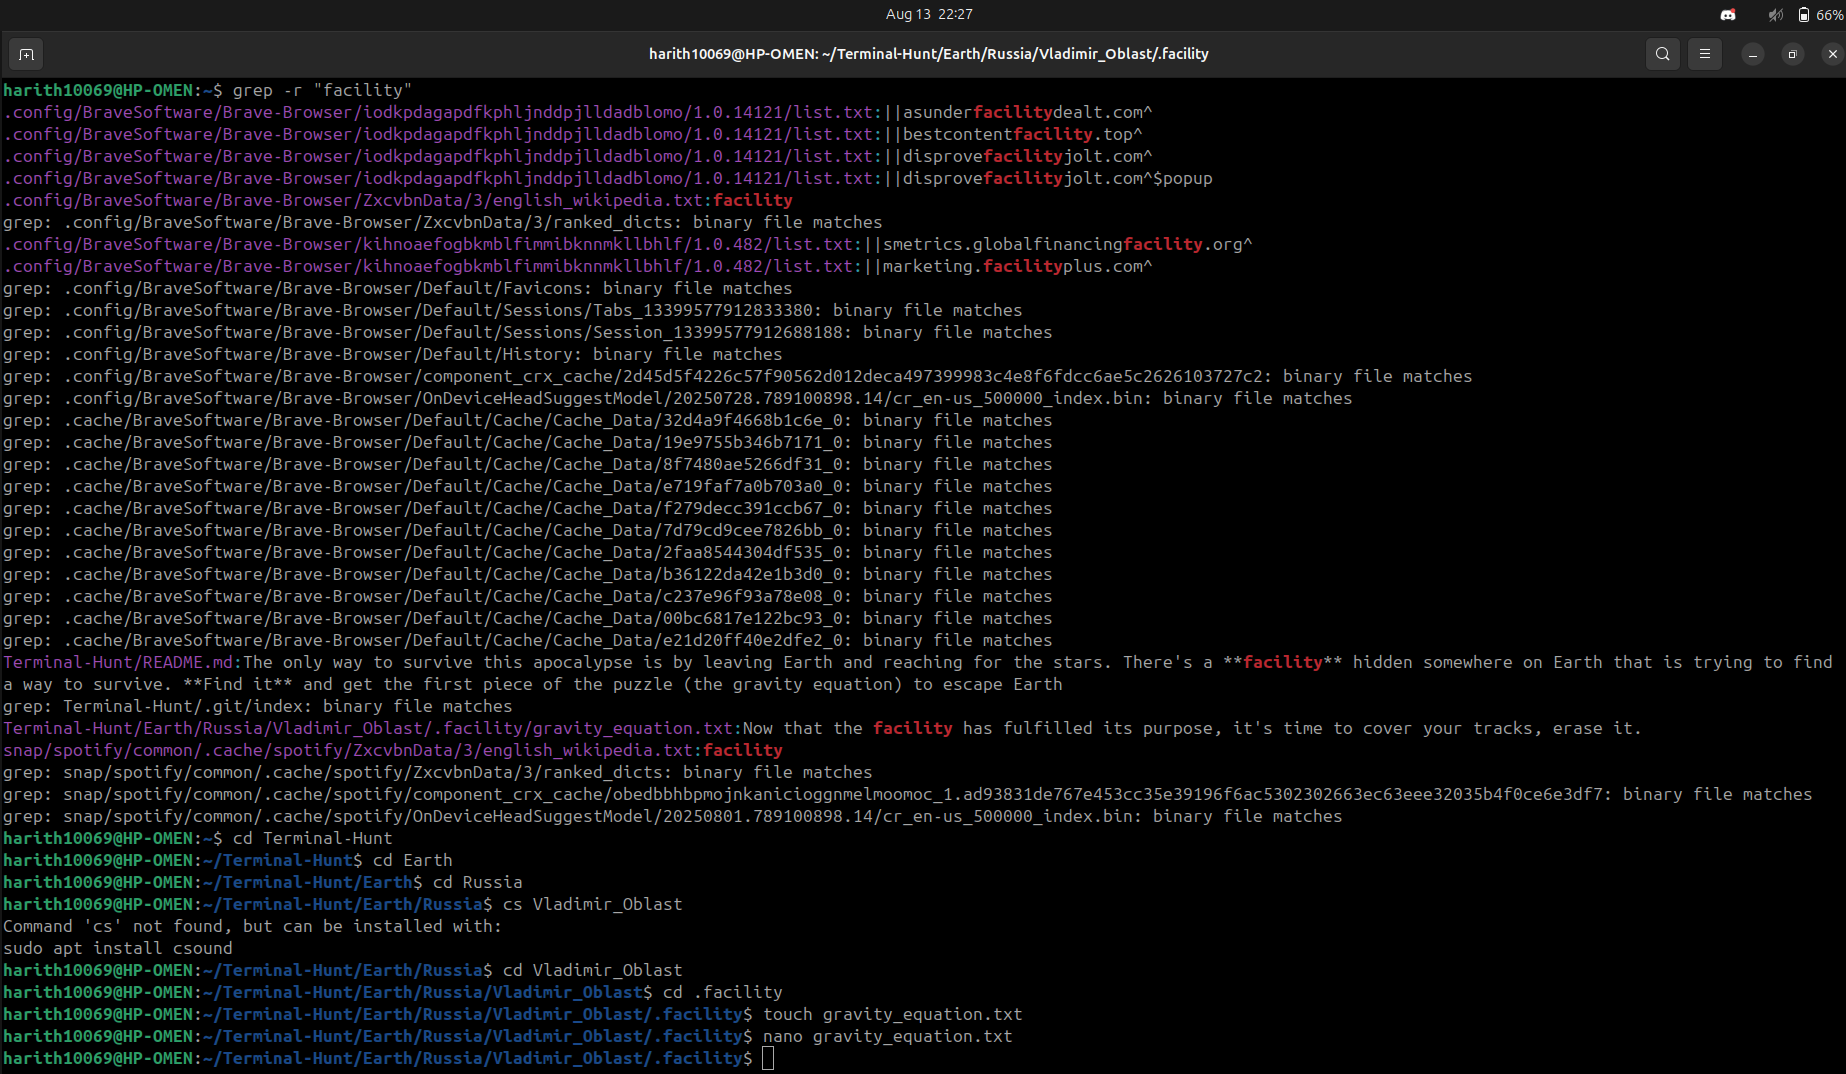 Aug 13 22:27
66%
harith10069@HP-OMEN: ~/Terminal-Hunt/Earth/Russia/Vladimir_Oblast/.facility
harith10069@HP-OMEN:~$ grep -r "facility"
.config/BraveSoftware/Brave-Browser/iodkpdagapdfkphljnddpjlldadblomo/1.0.14121/list.txt:||asunderfacilitydealt.com^
.config/BraveSoftware/Brave-Browser/iodkpdagapdfkphljnddpjlldadblomo/1.0.14121/list.txt:||bestcontentfacility.top^
.config/BraveSoftware/Brave-Browser/iodkpdagapdfkphljnddpjlldadblomo/1.0.14121/list.txt:||disprovefacilityjolt.com^
.config/BraveSoftware/Brave-Browser/iodkpdagapdfkphljnddpjlldadblomo/1.0.14121/list.txt:||disprovefacilityjolt.com^$popup
.config/BraveSoftware/Brave-Browser/ZxcvbnData/3/english_wikipedia.txt:facility
grep: .config/BraveSoftware/Brave-Browser/ZxcvbnData/3/ranked_dicts: binary file matches
.config/BraveSoftware/Brave-Browser/kihnoaefogbkmblfimmibknnmkllbhlf/1.0.482/list.txt:||smetrics.globalfinancingfacility.org^
.config/BraveSoftware/Brave-Browser/kihnoaefogbkmblfimmibknnmkllbhlf/1.0.482/list.txt:||marketing.facilityplus.com^
grep: .config/BraveSoftware/Brave-Browser/Default/Favicons: binary file matches
grep: .config/BraveSoftware/Brave-Browser/Default/Sessions/Tabs_13399577912833380: binary file matches
grep: .config/BraveSoftware/Brave-Browser/Default/Sessions/Session_13399577912688188: binary file matches
grep: .config/BraveSoftware/Brave-Browser/Default/History: binary file matches
grep: .config/BraveSoftware/Brave-Browser/component_crx_cache/2d45d5f4226c57f90562d012deca497399983c4e8f6fdcc6ae5c2626103727c2: binary file matches
grep: .config/BraveSoftware/Brave-Browser/OnDeviceHeadSuggestModel/20250728.789100898.14/cr_en-us_500000_index.bin: binary file matches
grep: .cache/BraveSoftware/Brave-Browser/Default/Cache/Cache_Data/32d4a9f4668b1c6e_0: binary file matches
grep: .cache/BraveSoftware/Brave-Browser/Default/Cache/Cache_Data/19e9755b346b7171_0: binary file matches
grep: .cache/BraveSoftware/Brave-Browser/Default/Cache/Cache_Data/8f7480ae5266df31_0: binary file matches
grep: .cache/BraveSoftware/Brave-Browser/Default/Cache/Cache_Data/e719faf7a0b703a0_0: binary file matches
grep: .cache/BraveSoftware/Brave-Browser/Default/Cache/Cache_Data/f279decc391ccb67_0: binary file matches
grep: .cache/BraveSoftware/Brave-Browser/Default/Cache/Cache_Data/7d79cd9cee7826bb_0: binary file matches
grep: .cache/BraveSoftware/Brave-Browser/Default/Cache/Cache_Data/2faa8544304df535_0: binary file matches
grep: .cache/BraveSoftware/Brave-Browser/Default/Cache/Cache_Data/b36122da42e1b3d0_0: binary file matches
grep: .cache/BraveSoftware/Brave-Browser/Default/Cache/Cache_Data/c237e96f93a78e08_0: binary file matches
grep: .cache/BraveSoftware/Brave-Browser/Default/Cache/Cache_Data/00bc6817e122bc93_0: binary file matches
grep: .cache/BraveSoftware/Brave-Browser/Default/Cache/Cache_Data/e21d20ff40e2dfe2_0: binary file matches
Terminal-Hunt/README.md:The only way to survive this apocalypse is by leaving Earth and reaching for the stars. There's a **facility** hidden somewhere on Earth that is trying to find
a way to survive. **Find it** and get the first piece of the puzzle (the gravity equation) to escape Earth
grep: Terminal-Hunt/.git/index: binary file matches
Terminal-Hunt/Earth/Russia/Vladimir_Oblast/.facility/gravity_equation.txt:Now that the facility has fulfilled its purpose, it's time to cover your tracks, erase it.
snap/spotify/common/.cache/spotify/ZxcvbnData/3/english_wikipedia.txt:facility
grep: snap/spotify/common/.cache/spotify/ZxcvbnData/3/ranked_dicts: binary file matches
grep: snap/spotify/common/.cache/spotify/component_crx_cache/obedbbhbpmojnkanicioggnmelmoomoc_1.ad93831de767e453cc35e39196f6ac5302302663ec63eee32035b4f0ce6e3df7: binary file matches
grep: snap/spotify/common/.cache/spotify/OnDeviceHeadSuggestModel/20250801.789100898.14/cr_en-us_500000_index.bin: binary file matches
harith10069@HP-OMEN:~$ cd Terminal-Hunt
harith10069@HP-OMEN:~/Terminal-Hunt$ cd Earth
harith10069@HP-OMEN:~/Terminal-Hunt/Earth$ cd Russia
harith10069@HP-OMEN:~/Terminal-Hunt/Earth/Russia$ cs Vladimir_Oblast
Command 'cs' not found, but can be installed with:
sudo apt install csound
harith10069@HP-OMEN:~/Terminal-Hunt/Earth/Russia$ cd Vladimir_Oblast
harith10069@HP-OMEN:~/Terminal-Hunt/Earth/Russia/Vladimir_Oblast$ cd .facility
harith10069@HP-OMEN:~/Terminal-Hunt/Earth/Russia/Vladimir_Oblast/.facility$ touch gravity_equation.txt
harith10069@HP-OMEN:~/Terminal-Hunt/Earth/Russia/Vladimir_Oblast/.facility$ nano gravity_equation.txt
harith10069@HP-OMEN:~/Terminal-Hunt/Earth/Russia/Vladimir_Oblast/.facility$